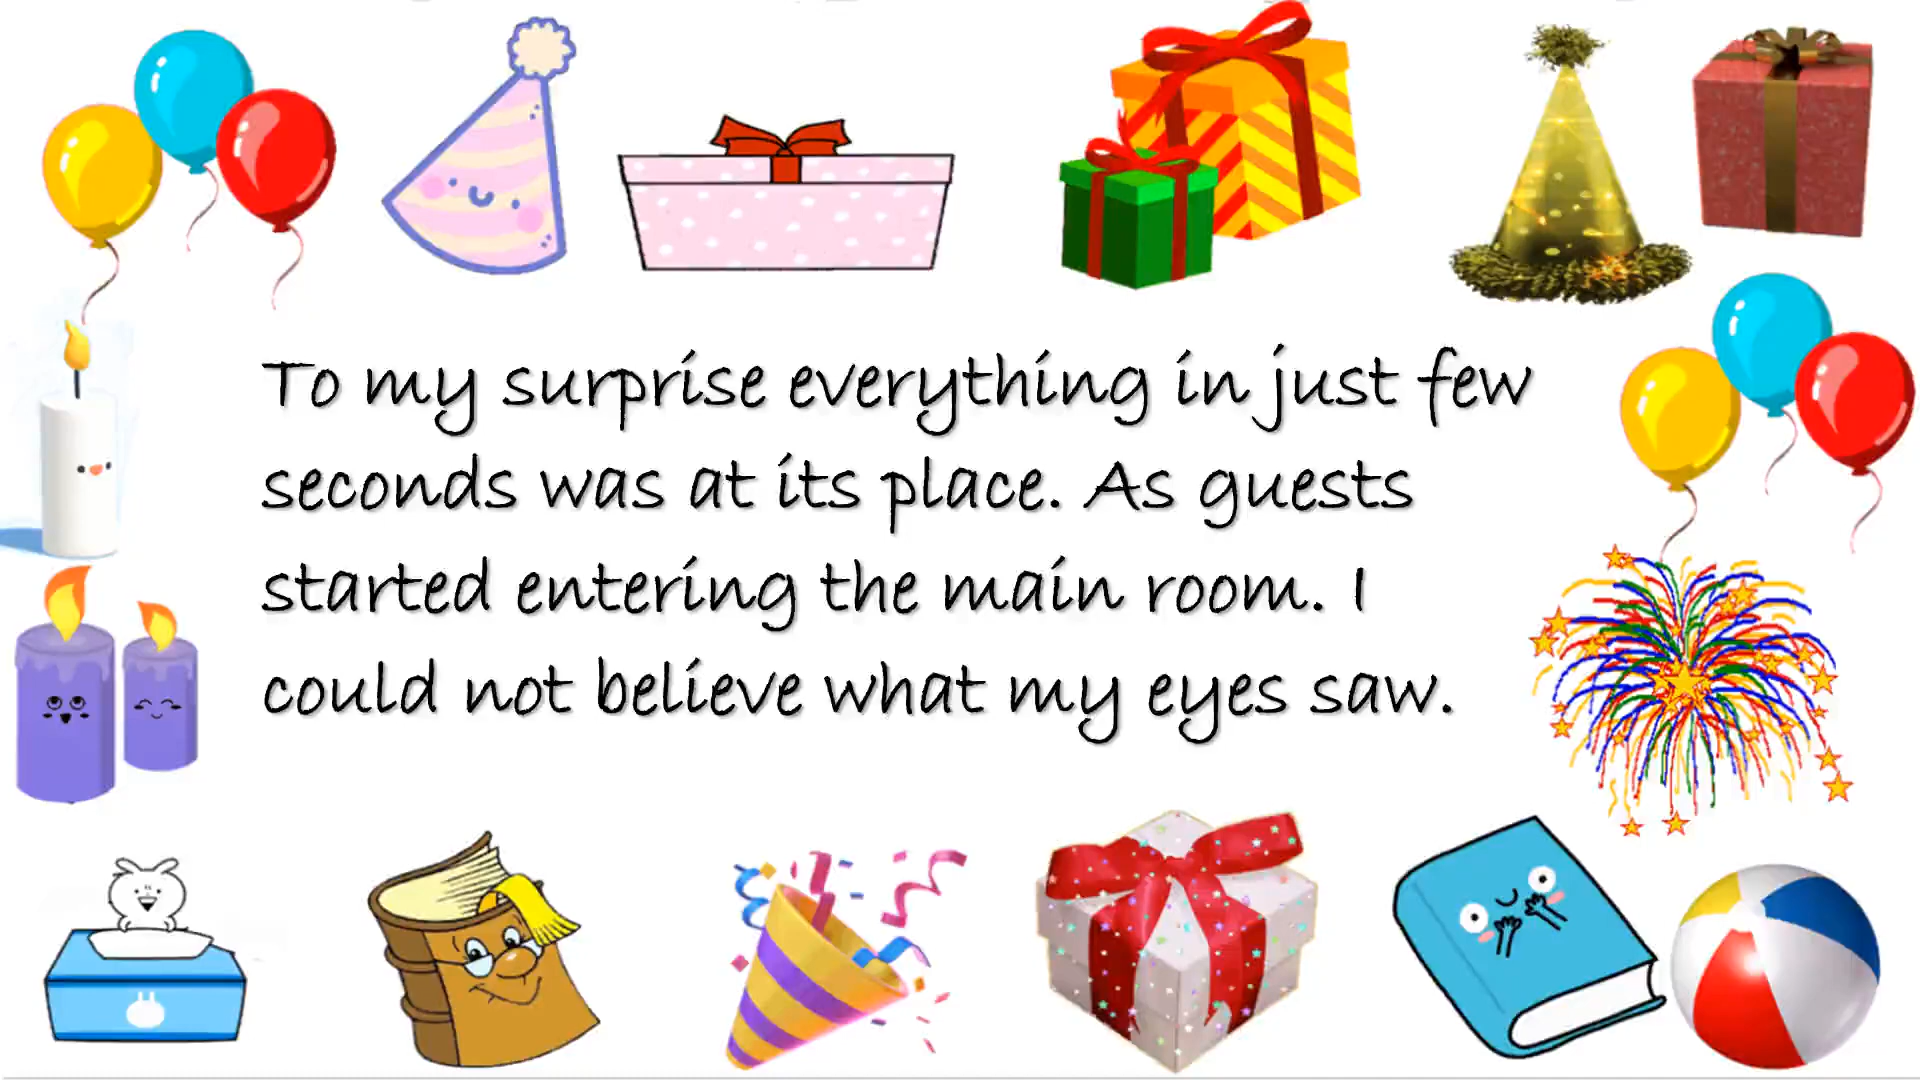 To my surprise everything in just few
seconds was at its place. As guests
started entering the main room. I
could not believe what my eyes saw.